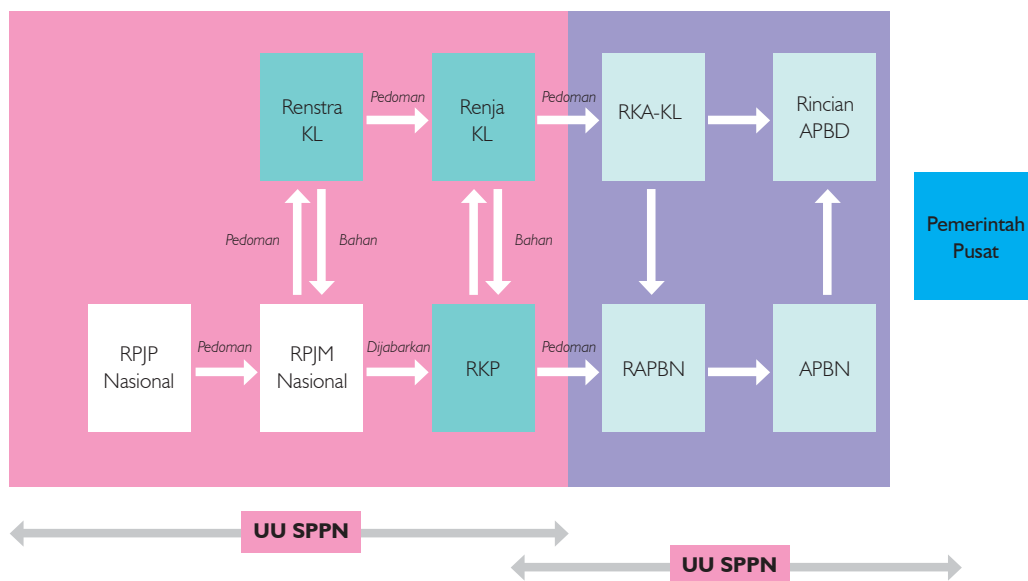 Renstra
KL
Pedoman
Renja
KL
Pedoman
RKA-KL
Rincian
APBD
Pemerintah
Pusat
Pedoman
Bahan
Bahan
RPJP
Nasional
Pedoman
RPJM
Nasional
Dijabarkan
RKP
Pedoman
RAPBN
APBN
UU SPPN
UU SPPN